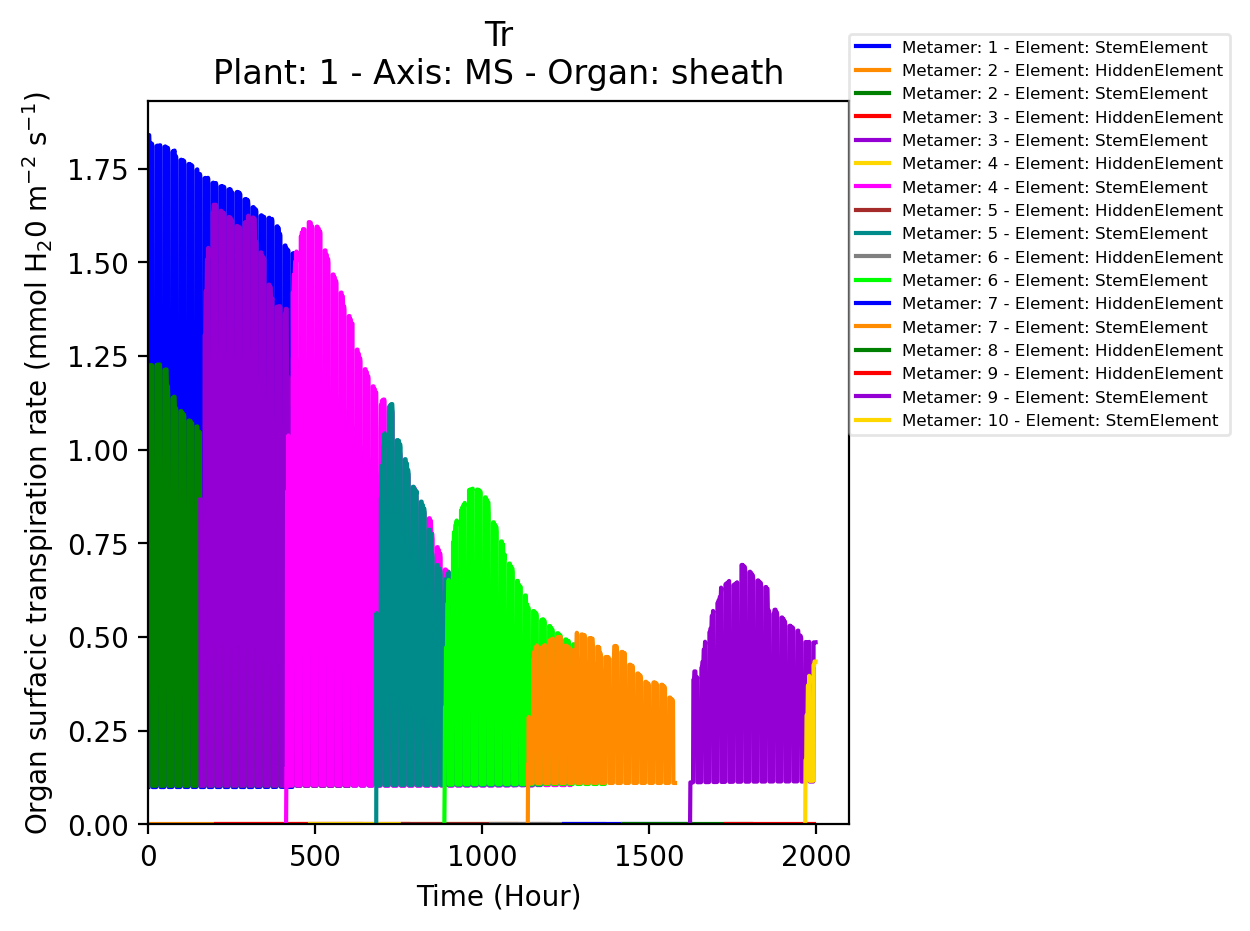 Tr
Plant: 1 - Axis: MS - Organ: sheath
Organ surfacic transpiration rate (mmol H₂0 m⁻² s⁻¹)
1.75
1.50
1.25
1.00
0.75
0.50
0.25
0.00
0 500 1000 1500 2000
Time (Hour)
Metamer: 1 - Element: StemElement
Metamer: 2 - Element: HiddenElement
Metamer: 2 - Element: StemElement
Metamer: 3 - Element: HiddenElement
Metamer: 3 - Element: StemElement
Metamer: 4 - Element: HiddenElement
Metamer: 4 - Element: StemElement
Metamer: 5 - Element: HiddenElement
Metamer: 5 - Element: StemElement
Metamer: 6 - Element: HiddenElement
Metamer: 6 - Element: StemElement
Metamer: 7 - Element: HiddenElement
Metamer: 7 - Element: StemElement
Metamer: 8 - Element: HiddenElement
Metamer: 9 - Element: HiddenElement
Metamer: 9 - Element: StemElement
Metamer: 10 - Element: StemElement